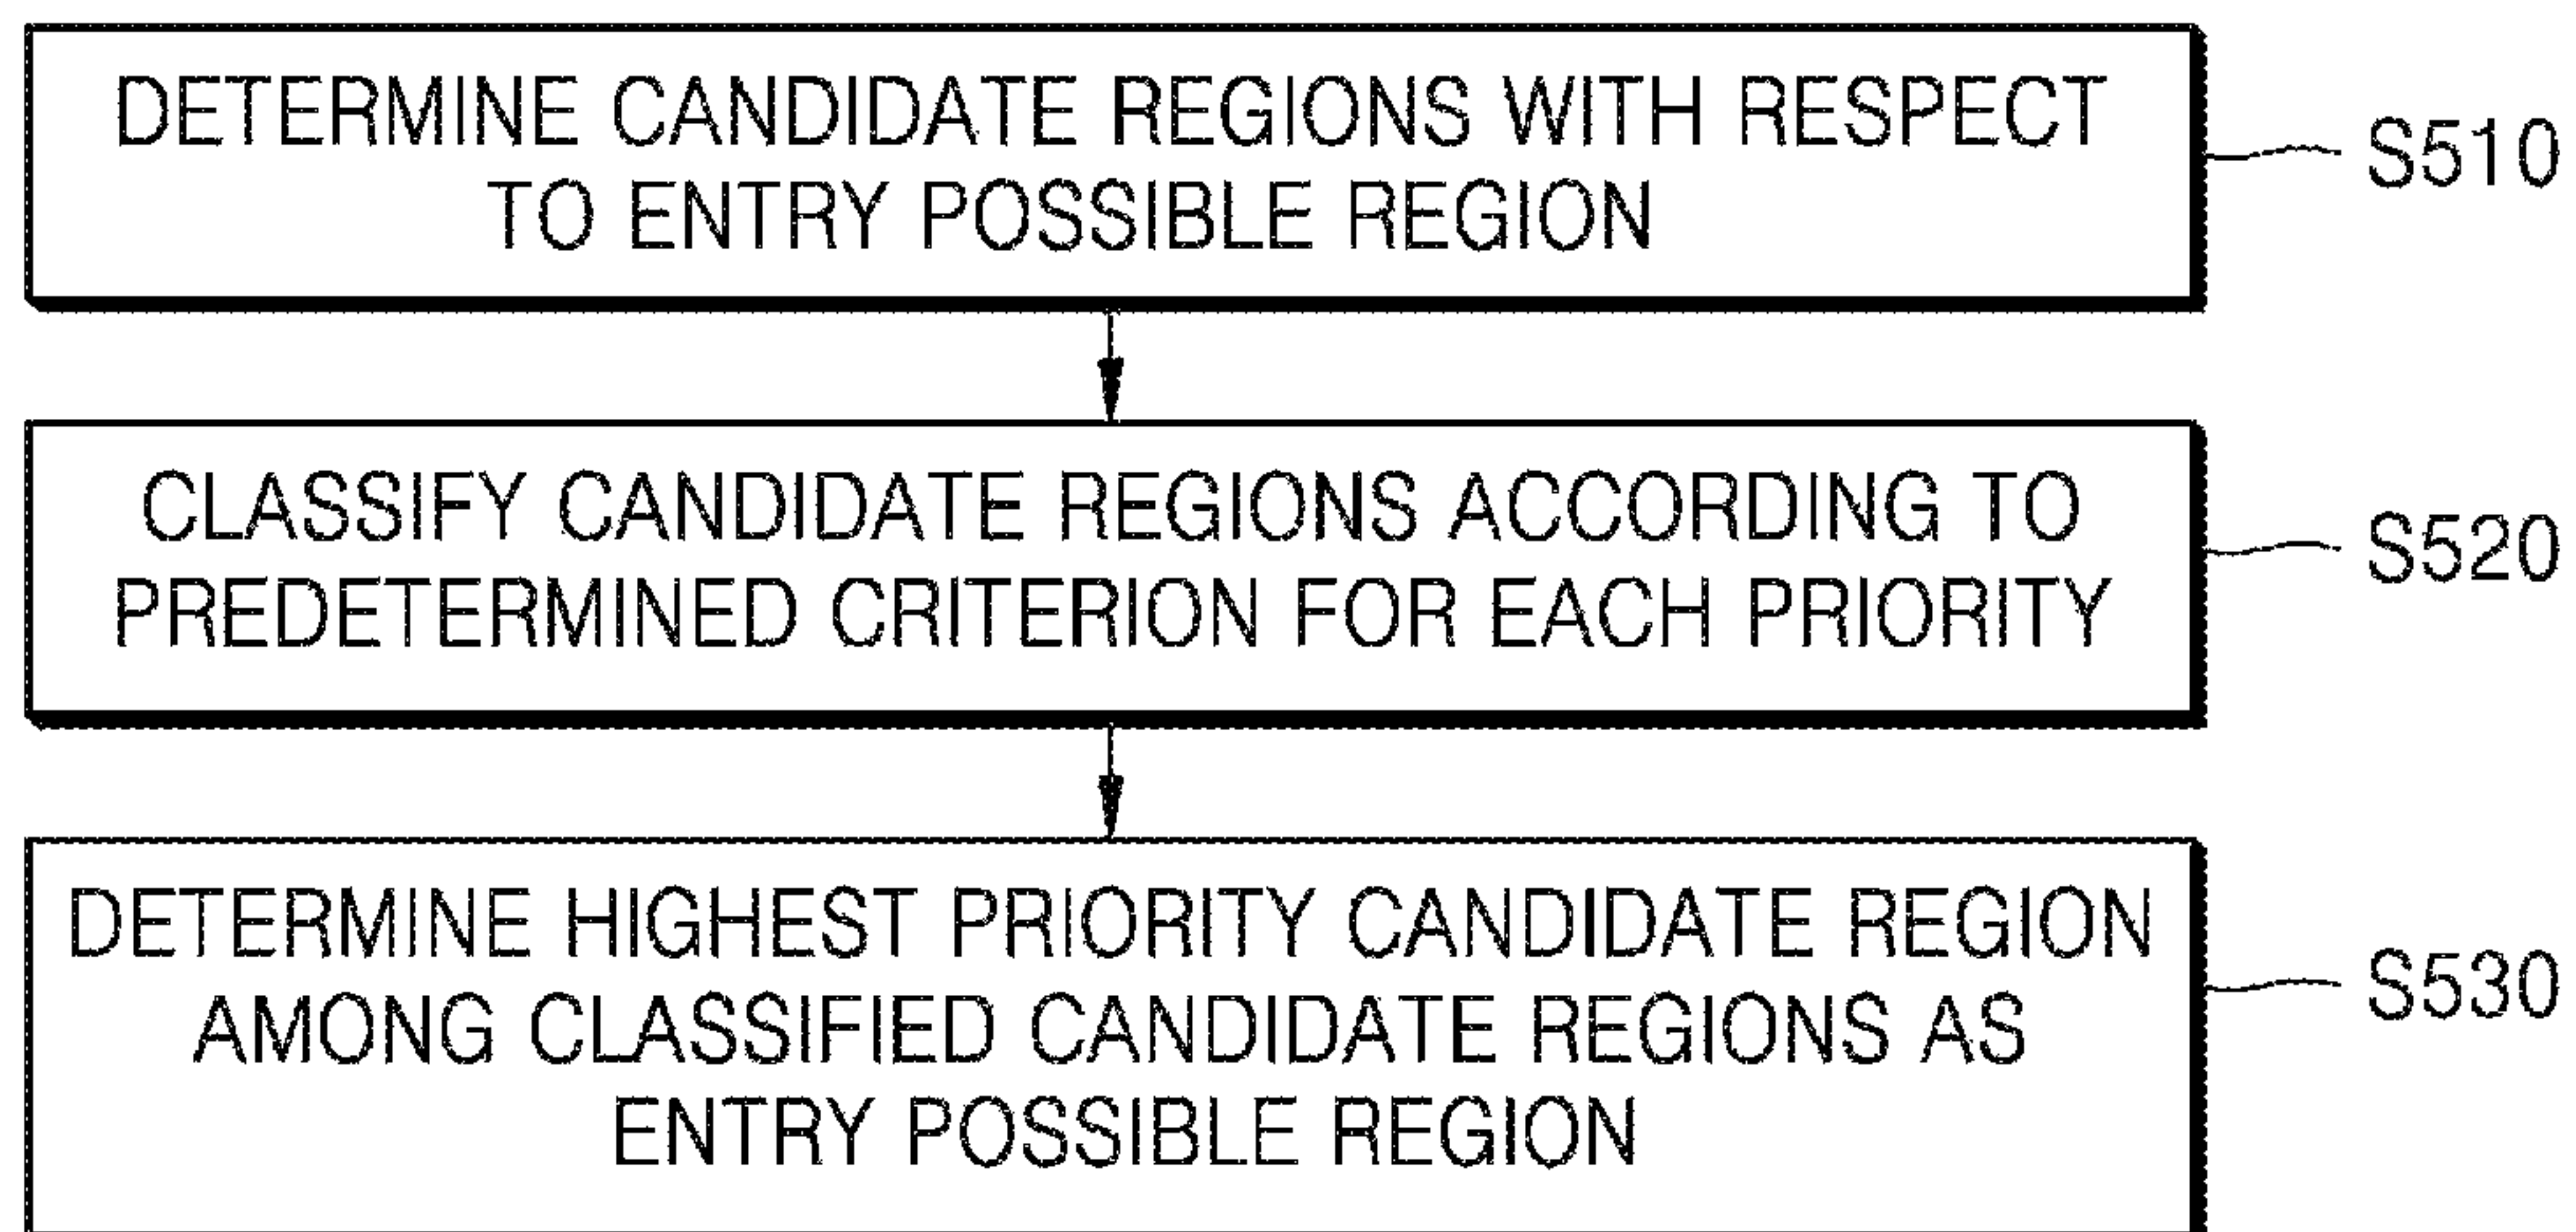 DETERMINE CANDIDATE REGIONS WITH RESPECT
TO ENTRY POSSIBLE REGION
S510
CLASSIFY CANDIDATE REGIONS ACCORDING TO
PREDETERMINED CRITERION FOR EACH PRIORITY
S520
DETERMINE HIGHEST PRIORITY CANDIDATE REGION
AMONG CLASSIFIED CANDIDATE REGIONS AS
ENTRY POSSIBLE REGION
S530